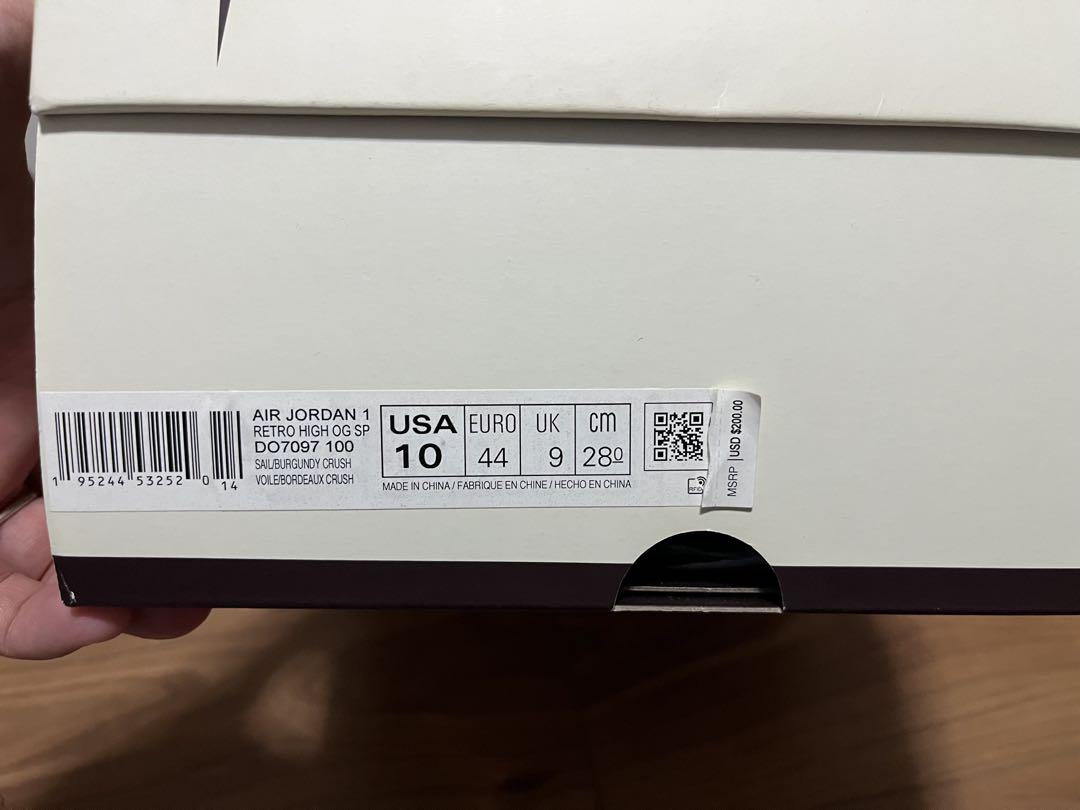 1 95244 53252 0 14
AIR JORDAN 1
RETRO HIGH OG SP
DO7097 100
SAIL/BURGUNDY CRUSH
VOILE/BORDEAUX CRUSH
USA
10
EURO
44
UK
9
cm
280
MADE IN CHINA / FABRIQUE EN CHINE / HECHO EN CHINA
RFID
MSRP USD $200.00